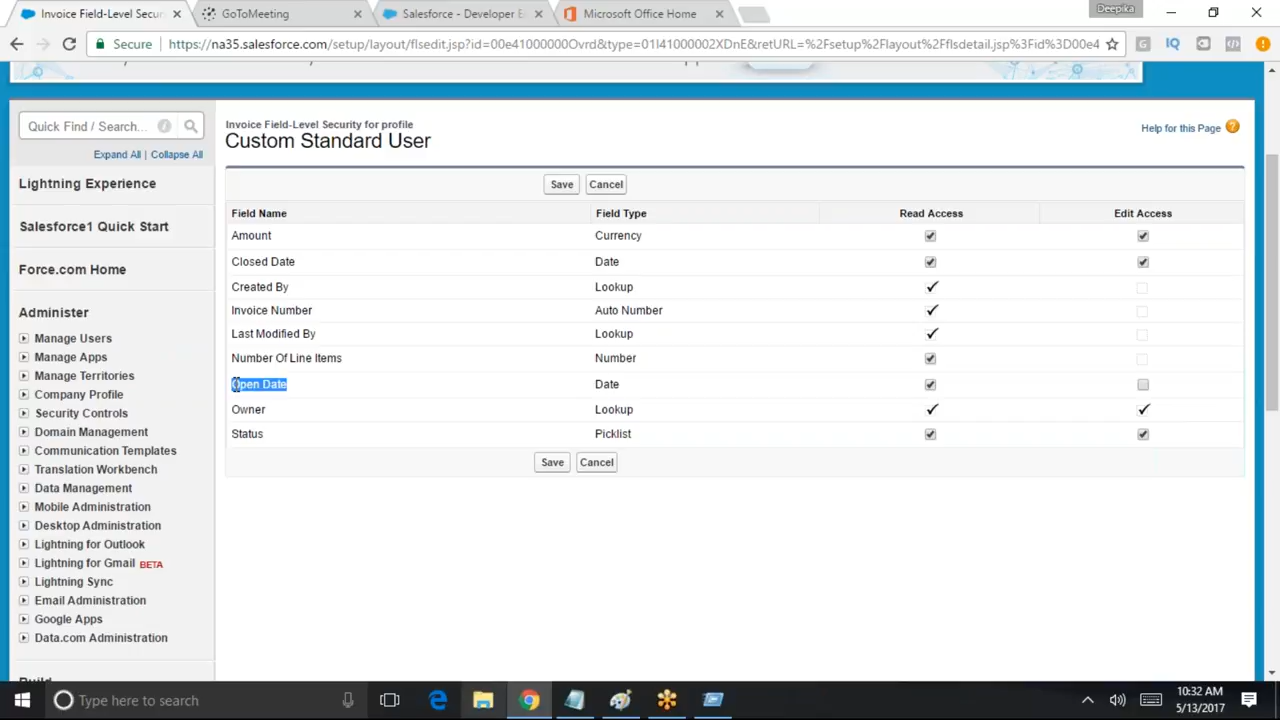 Invoice Field-Level Secur
GoToMeeting
Salesforce - Developer E
Microsoft Office Home
Deepika
Secure
https://na35.salesforce.com/setup/layout/flsedit.jsp?id=00e41000000Ovrd&type=01I41000002XDnE&retURL=%2Fsetup%2Flayout%2Fflsdetail.jsp%3Fid%3D00e4
Quick Find / Search...
Expand All | Collapse All
Lightning Experience
Salesforce1 Quick Start
Force.com Home
Administer
Manage Users
Manage Apps
Manage Territories
Company Profile
Security Controls
Domain Management
Communication Templates
Translation Workbench
Data Management
Mobile Administration
Desktop Administration
Lightning for Outlook
Lightning for Gmail BETA
Lightning Sync
Email Administration
Google Apps
Data.com Administration
Build
Invoice Field-Level Security for profile
Custom Standard User
Help for this Page
Save Cancel
Field Name Field Type Read Access Edit Access
Amount Currency
Closed Date Date
Created By Lookup
Invoice Number Auto Number
Last Modified By Lookup
Number Of Line Items Number
Open Date Date
Owner Lookup
Status Picklist
Save Cancel
Type here to search
10:32 AM
5/13/2017